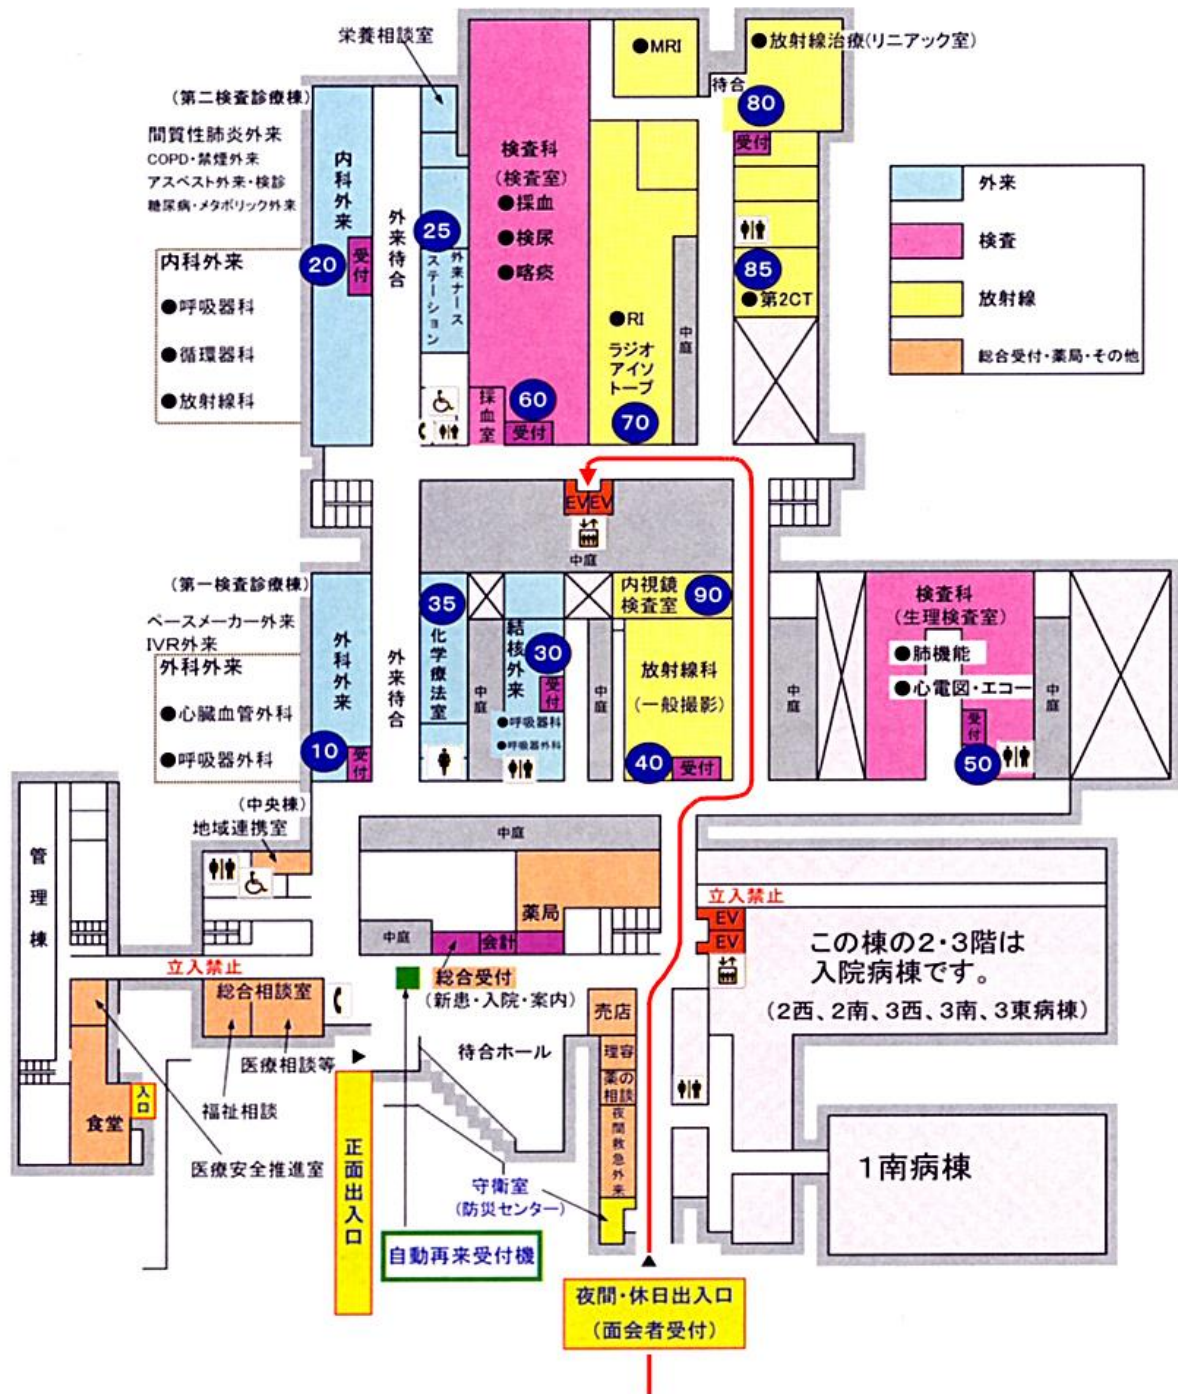 栄養相談室
●MRI
●放射線治療(リニアック室)
待合
80
受付
(第二検査診療棟)
間質性肺炎外来
COPD・禁煙外来
アスベスト外来・検診
糖尿病・メタボリック外来
内科外来
20
受付
外来待合
25
外来ナースステーション
検査科
(検査室)
●採血
●検尿
●喀痰
60
採血室
受付
●RI
ラジオ
アイソ
トープ
70
中庭
85
●第2CT
外来
検査
放射線
総合受付・薬局・その他
内科外来
●呼吸器科
●循環器科
●放射線科
EV
EV
中庭
(第一検査診療棟)
ペースメーカー外来
IVR外来
外科外来
●心臓血管外科
●呼吸器外科
外科外来
10
受付
外来待合
35
化学療法室
中庭
結核外来
30
受付
●呼吸器科
●呼吸器外科
中庭
内視鏡
検査室
90
放射線科
(一般撮影)
40
受付
中庭
検査科
(生理検査室)
●肺機能
●心電図・エコー
受付
50
中庭
(中央棟)
地域連携室
管理棟
中庭
薬局
中庭
会計
総合受付
(新患・入院・案内)
立入禁止
EV
EV
この棟の2・3階は
入院病棟です。
(2西、2南、3西、3南、3東病棟)
立入禁止
総合相談室
医療相談等
福祉相談
医療安全推進室
食堂
入口
待合ホール
売店
理容
薬の
相談
夜間救急外来
正面出入口
守衛室
(防災センター)
自動再来受付機
1南病棟
夜間・休日出入口
(面会者受付)